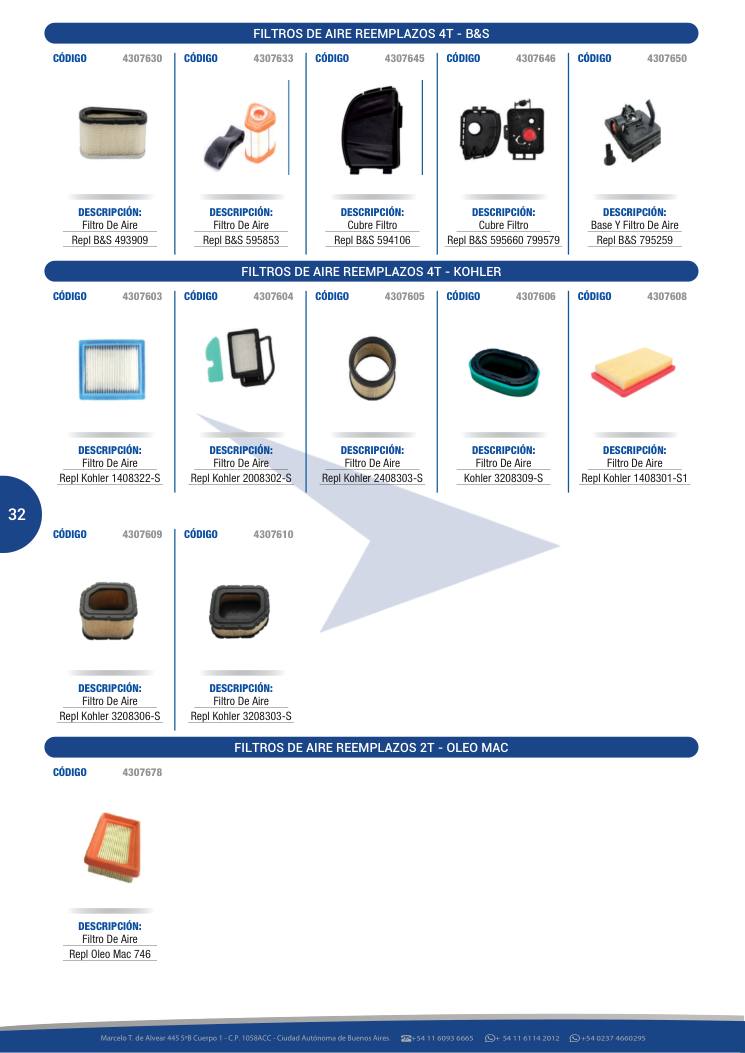 FILTROS DE AIRE REEMPLAZOS 4T - B&S
CÓDIGO 4307630
DESCRIPCIÓN:
Filtro De Aire
Repl B&S 493909
CÓDIGO 4307633
DESCRIPCIÓN:
Filtro De Aire
Repl B&S 595853
CÓDIGO 4307645
DESCRIPCIÓN:
Cubre Filtro
Repl B&S 594106
CÓDIGO 4307646
DESCRIPCIÓN:
Cubre Filtro
Repl B&S 595660 799579
CÓDIGO 4307650
DESCRIPCIÓN:
Base Y Filtro De Aire
Repl B&S 795259
FILTROS DE AIRE REEMPLAZOS 4T - KOHLER
CÓDIGO 4307603
DESCRIPCIÓN:
Filtro De Aire
Repl Kohler 1408322-S
CÓDIGO 4307604
DESCRIPCIÓN:
Filtro De Aire
Repl Kohler 2008302-S
CÓDIGO 4307605
DESCRIPCIÓN:
Filtro De Aire
Repl Kohler 2408303-S
CÓDIGO 4307606
DESCRIPCIÓN:
Filtro De Aire
Kohler 3208309-S
CÓDIGO 4307608
DESCRIPCIÓN:
Filtro De Aire
Repl Kohler 1408301-S1
32
CÓDIGO 4307609
DESCRIPCIÓN:
Filtro De Aire
Repl Kohler 3208306-S
CÓDIGO 4307610
DESCRIPCIÓN:
Filtro De Aire
Repl Kohler 3208303-S
FILTROS DE AIRE REEMPLAZOS 2T - OLEO MAC
CÓDIGO 4307678
DESCRIPCIÓN:
Filtro De Aire
Repl Oleo Mac 746
Marcelo T. de Alvear 445 5ºB Cuerpo 1 - C.P. 1058ACC - Ciudad Autónoma de Buenos Aires. +54 11 6093 6665 + 54 11 6114 2012 +54 0237 4660295